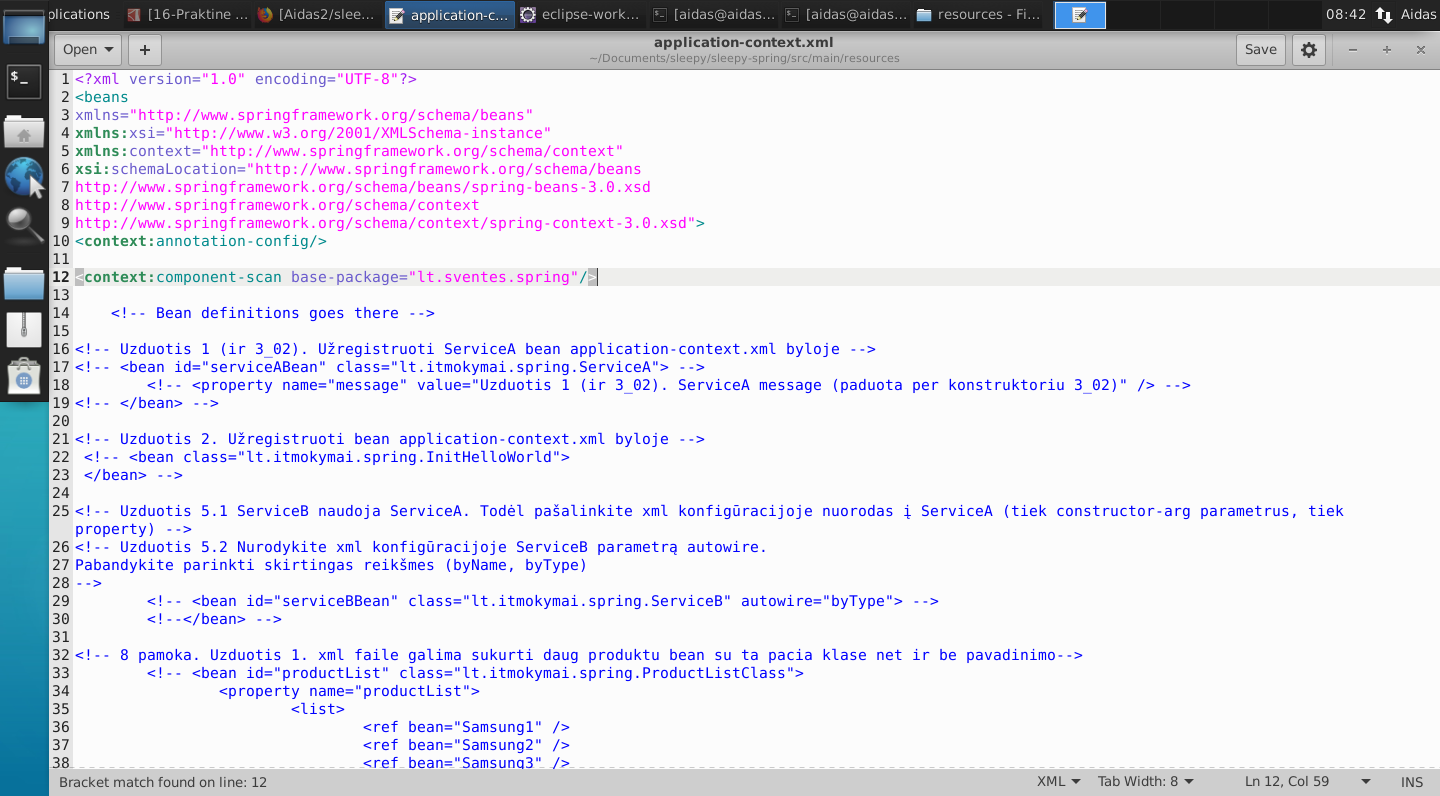 plications [16-Praktine ... [Aidas2/slee... application-c... eclipse-work... [aidas@aidas... [aidas@aidas... resources - Fi... 08:42 Aidas
Open + application-context.xml Save
~/Documents/sleepy/sleepy-spring/src/main/resources
1 <?xml version="1.0" encoding="UTF-8"?>
2 <beans
3 xmlns="http://www.springframework.org/schema/beans"
4 xmlns:xsi="http://www.w3.org/2001/XMLSchema-instance"
5 xmlns:context="http://www.springframework.org/schema/context"
6 xsi:schemaLocation="http://www.springframework.org/schema/beans
7 http://www.springframework.org/schema/beans/spring-beans-3.0.xsd
8 http://www.springframework.org/schema/context
9 http://www.springframework.org/schema/context/spring-context-3.0.xsd">
10 <context:annotation-config/>
11
12 <context:component-scan base-package="lt.sventes.spring"/>
13
14     <!-- Bean definitions goes there -->
15
16 <!-- Uzduotis 1 (ir 3_02). Užregistruoti ServiceA bean application-context.xml byloje -->
17 <!-- <bean id="serviceABean" class="lt.itmokymai.spring.ServiceA"> -->
18         <!-- <property name="message" value="Uzduotis 1 (ir 3_02). ServiceA message (paduota per konstruktoriu 3_02)" /> -->
19 <!-- </bean> -->
20
21 <!-- Uzduotis 2. Užregistruoti bean application-context.xml byloje -->
22  <!-- <bean class="lt.itmokymai.spring.InitHelloWorld">
23  </bean> -->
24
25 <!-- Uzduotis 5.1 ServiceB naudoja ServiceA. Todėl pašalinkite xml konfigūracijoje nuorodas į ServiceA (tiek constructor-arg parametrus, tiek
property) -->
26 <!-- Uzduotis 5.2 Nurodykite xml konfigūracijoje ServiceB parametrą autowire.
27 Pabandykite parinkti skirtingas reikšmes (byName, byType)
28 -->
29         <!-- <bean id="serviceBBean" class="lt.itmokymai.spring.ServiceB" autowire="byType"> -->
30         <!--</bean> -->
31
32 <!-- 8 pamoka. Uzduotis 1. xml faile galima sukurti daug produktu bean su ta pacia klase net ir be pavadinimo-->
33         <!-- <bean id="productList" class="lt.itmokymai.spring.ProductListClass">
34                 <property name="productList">
35                         <list>
36                                 <ref bean="Samsung1" />
37                                 <ref bean="Samsung2" />
38                                 <ref bean="Samsung3" />
Bracket match found on line: 12 XML Tab Width: 8 Ln 12, Col 59 INS